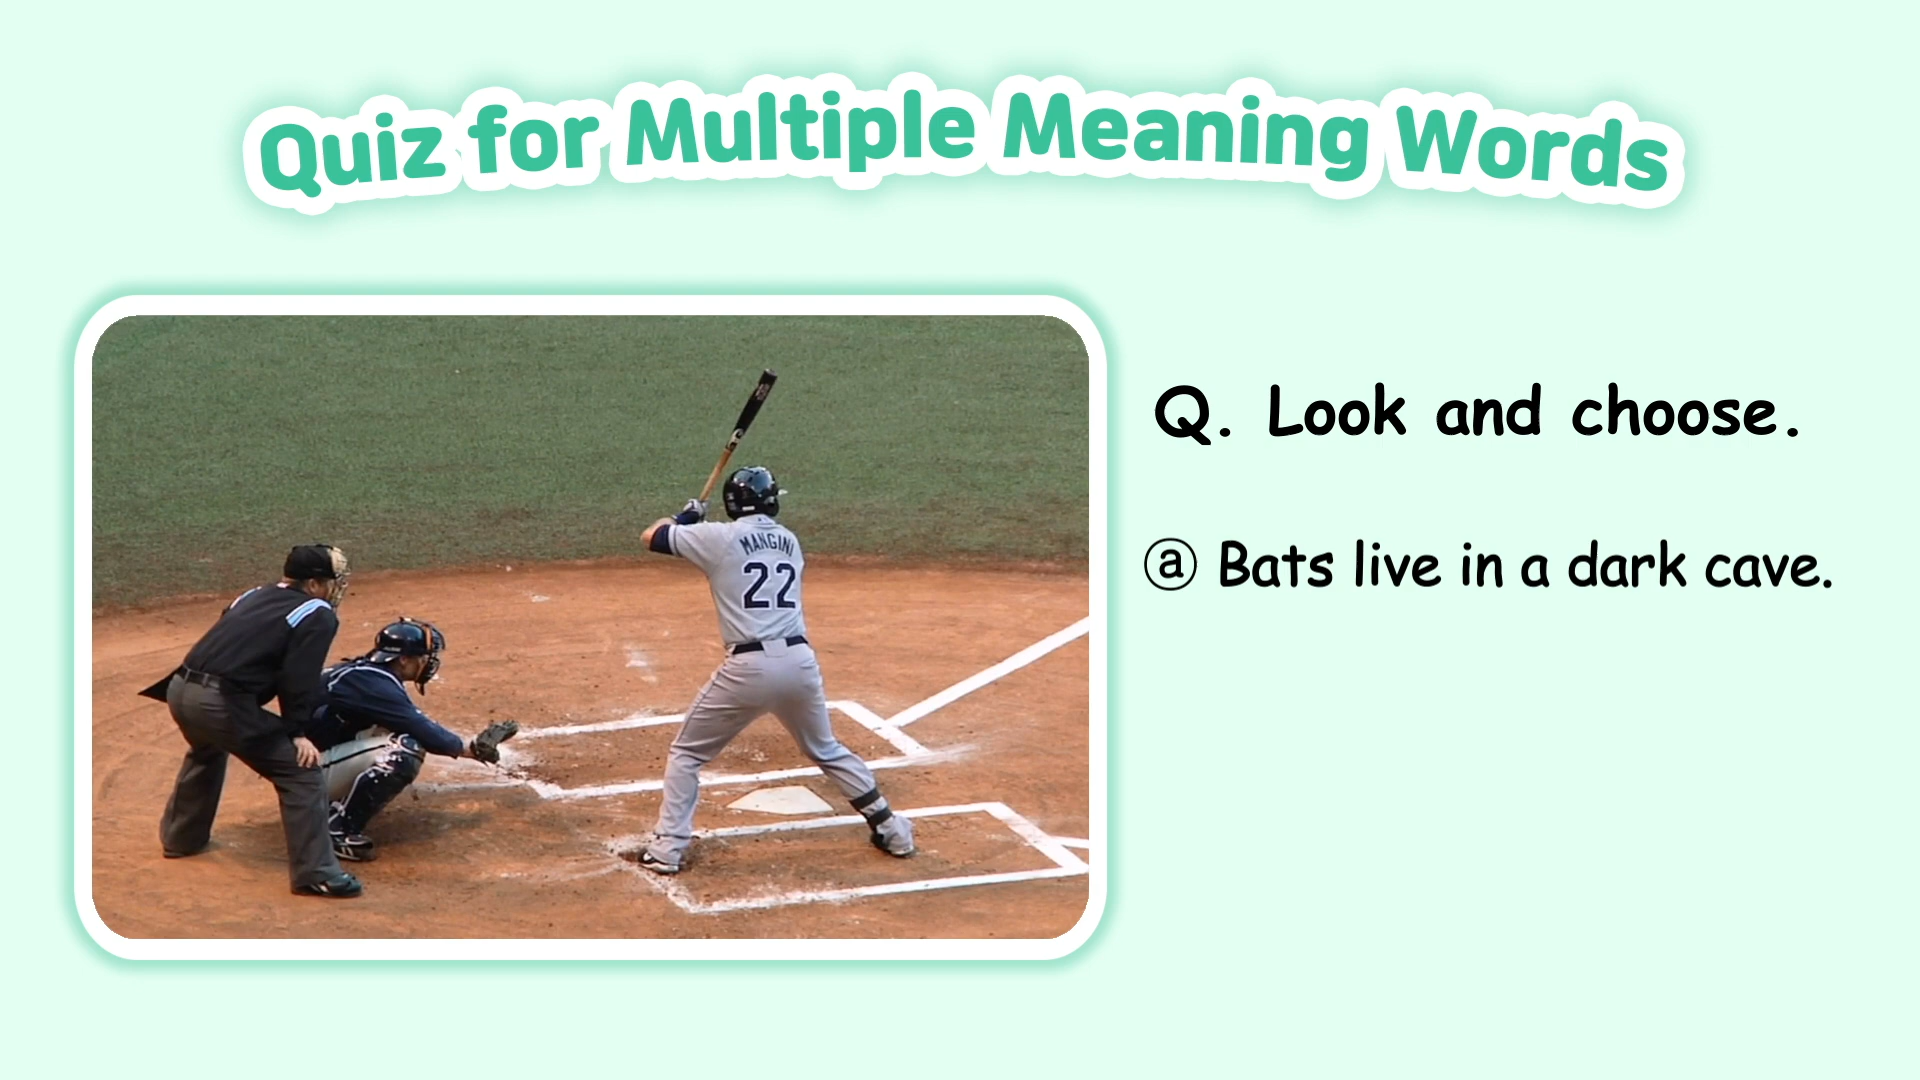 Quiz for Multiple Meaning Words
Q. Look and choose.
ⓐ Bats live in a dark cave.
MANGINI
22